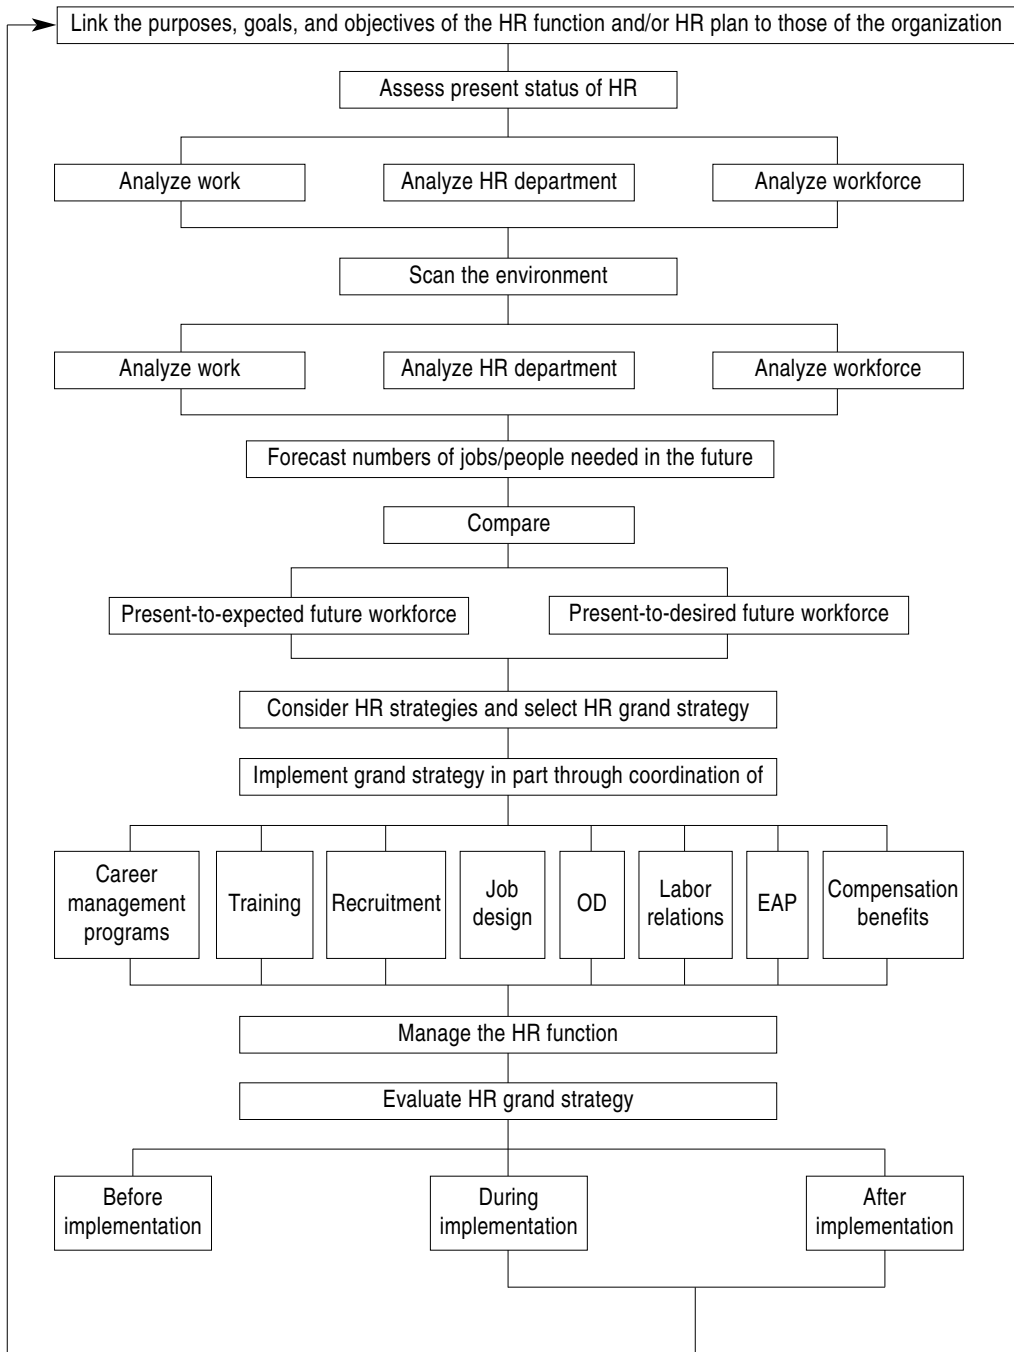 Link the purposes, goals, and objectives of the HR function and/or HR plan to those of the organization
Assess present status of HR
Analyze work
Analyze HR department
Analyze workforce
Scan the environment
Analyze work
Analyze HR department
Analyze workforce
Forecast numbers of jobs/people needed in the future
Compare
Present-to-expected future workforce
Present-to-desired future workforce
Consider HR strategies and select HR grand strategy
Implement grand strategy in part through coordination of
Career
management
programs
Training
Recruitment
Job
design
OD
Labor
relations
EAP
Compensation
benefits
Manage the HR function
Evaluate HR grand strategy
Before
implementation
During
implementation
After
implementation